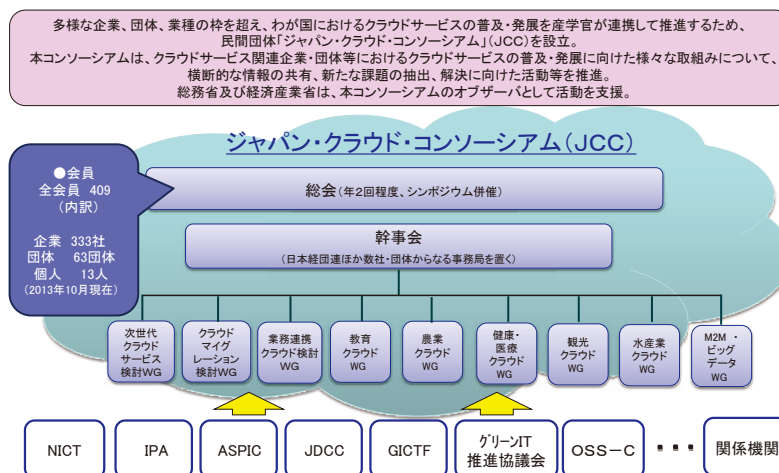 多様な企業、団体、業種の枠を超え、わが国におけるクラウドサービスの普及・発展を産学官が連携して推進するため、
民間団体「ジャパン・クラウド・コンソーシアム」(JCC)を設立。
本コンソーシアムは、クラウドサービス関連企業・団体等におけるクラウドサービスの普及・発展に向けた様々な取組みについて、
横断的な情報の共有、新たな課題の抽出、解決に向けた活動等を推進。
総務省及び経済産業省は、本コンソーシアムのオブザーバとして活動を支援。
ジャパン・クラウド・コンソーシアム(JCC)
●会員
全会員 409
(内訳)
企業 333社
団体 63団体
個人 13人
(2013年10月現在)
総会(年2回程度、シンポジウム併催)
幹事会
(日本経団連ほか数社・団体からなる事務局を置く)
次世代
クラウド
サービス
検討WG
クラウド
マイグ
レーション
検討WG
業務連携
クラウド検討
WG
教育
クラウド
WG
農業
クラウド
WG
健康・
医療
クラウド
WG
観光
クラウド
WG
水産業
クラウド
WG
M2M・
ビッグ
データ
WG
NICT
IPA
ASPIC
JDCC
GICTF
グリーンIT
推進協議会
OSS-C
・・・
関係機関